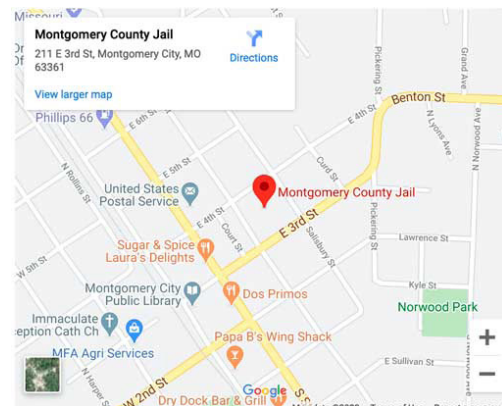 Missouri
Montgomery County Jail
211 E 3rd St, Montgomery City, MO
63361
Directions
View larger map
Phillips 66
E 6th St
E 5th St
E 4th St
Benton St
Pickering St
Grand Ave
N Lyons Ave
N Norwood Ave
N Rollins St
United States
Postal Service
Curd St
Montgomery County Jail
E 4th St
Court St
E 3rd St
Salisbury St
Pickering St
Lawrence St
W 5th St
Sugar & Spice
Laura's Delights
Montgomery City
Public Library
Dos Primos
Kyle St
Norwood Park
Immaculate
ception Cath Ch
MFA Agri Services
Papa B's Wing Shack
E Sullivan St
N Harper St
W 2nd St
Google
Dry Dock Bar & Grill